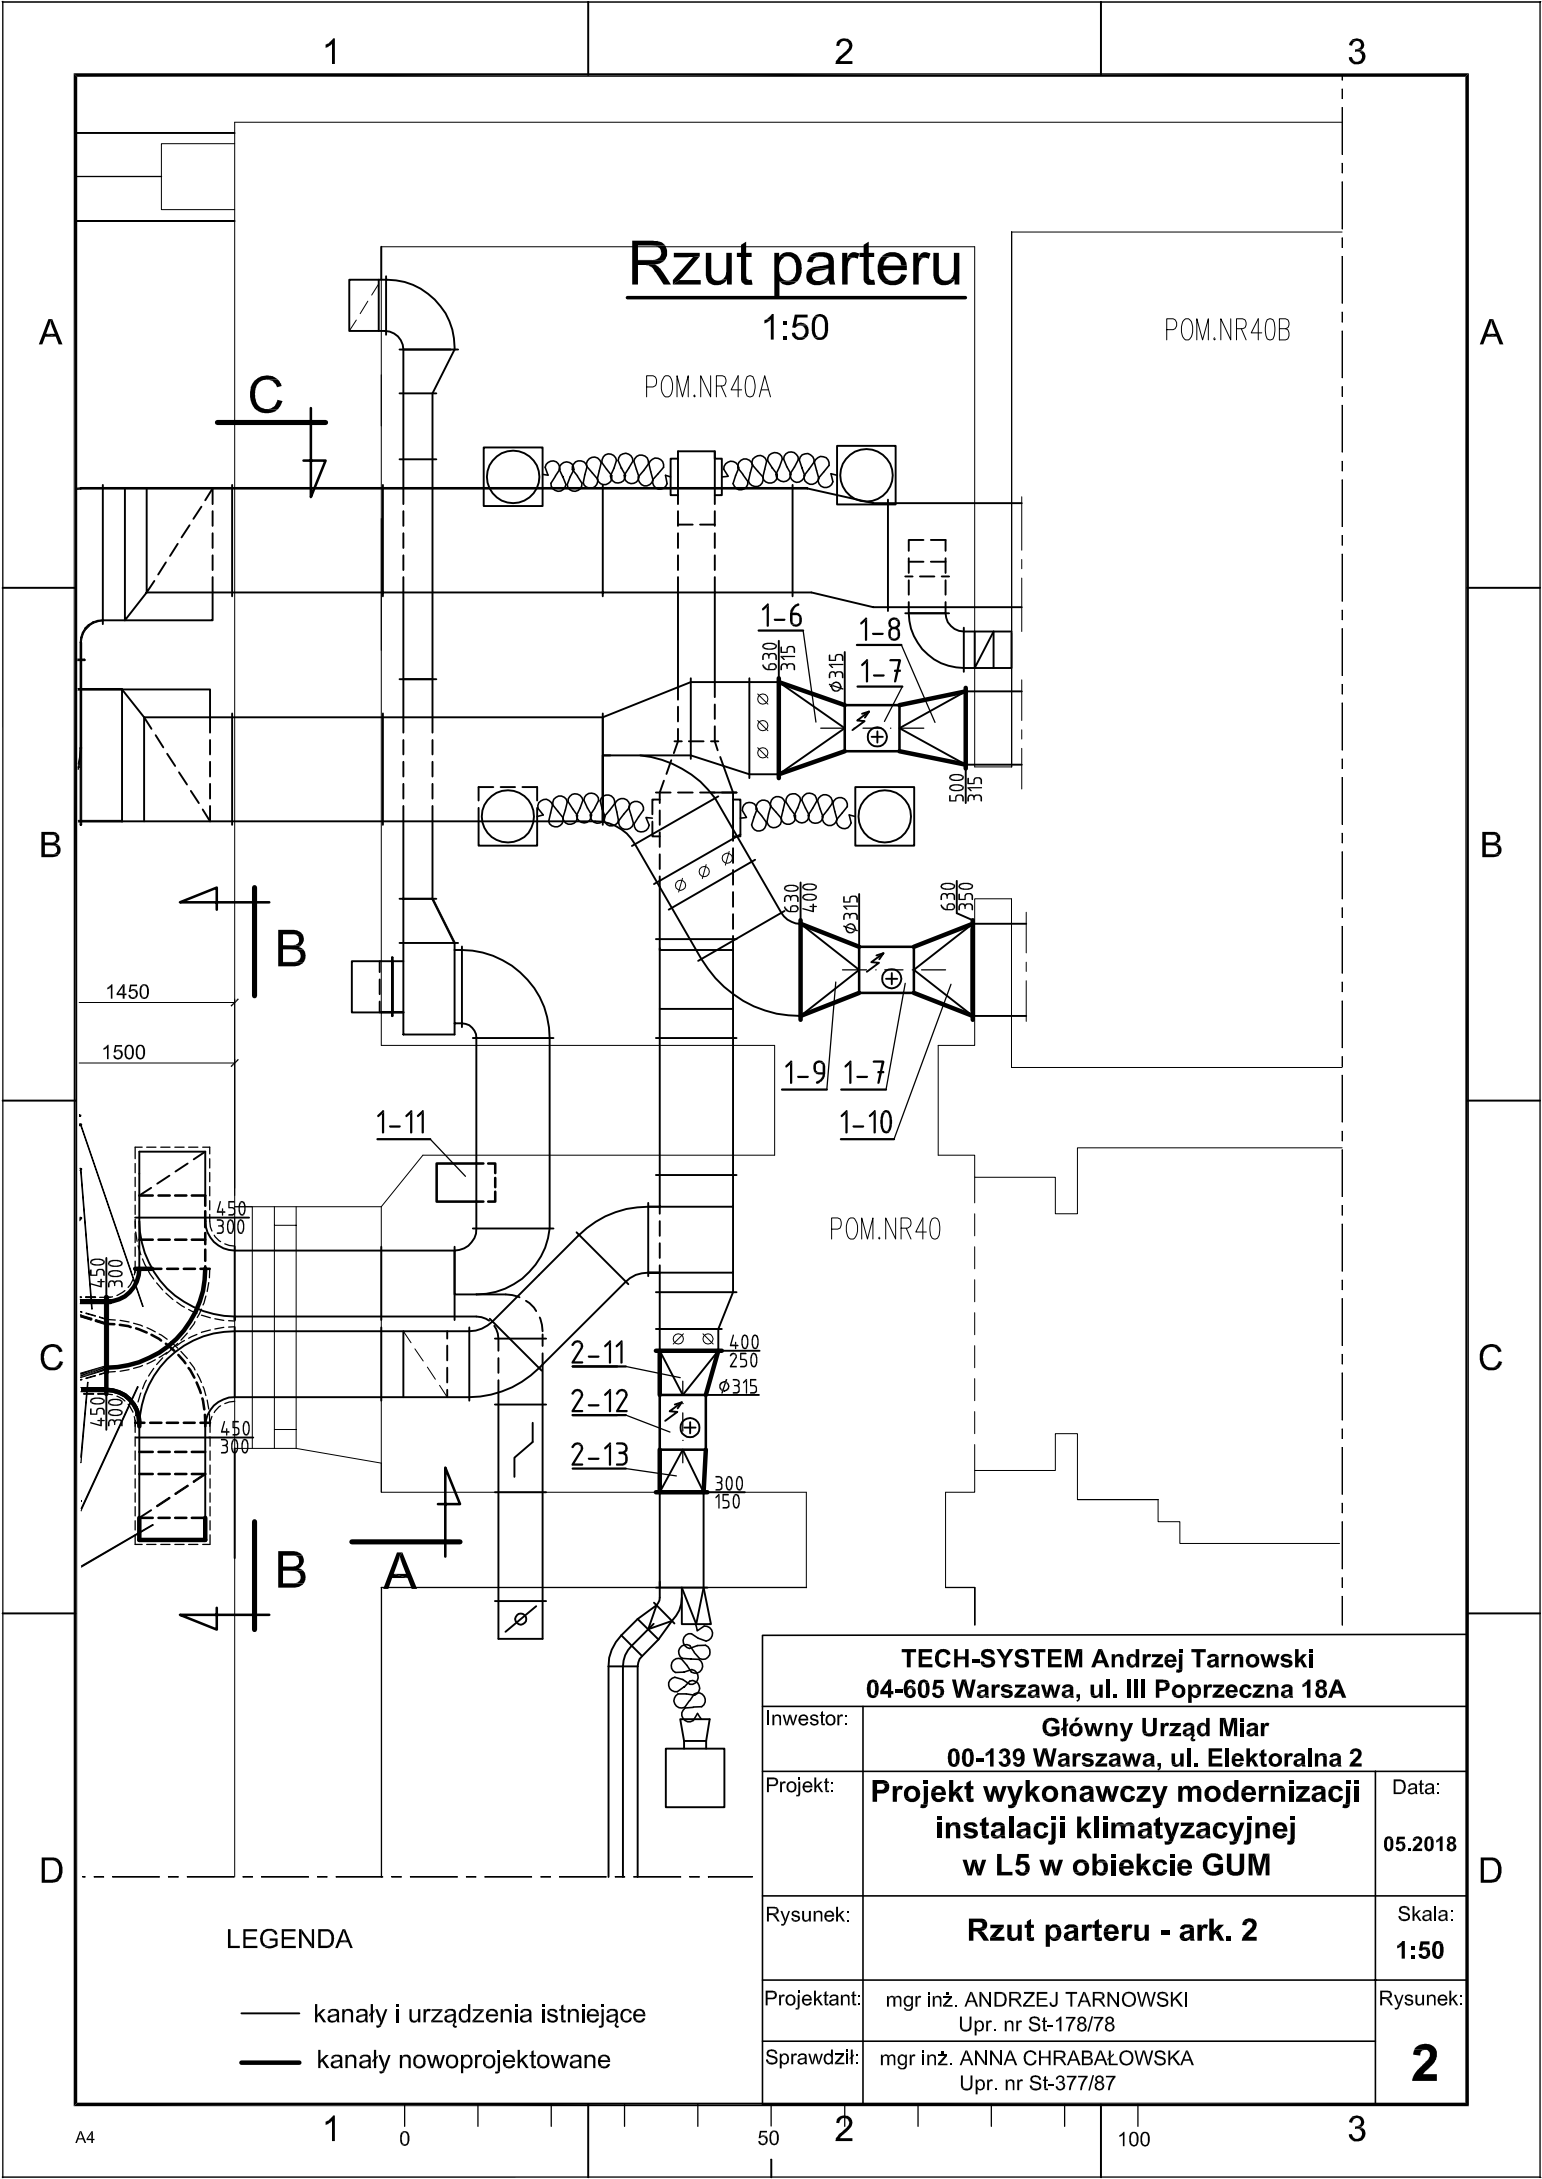 1 2 3
A A
B B
C C
D D
Rzut parteru
1:50
POM.NR40A
POM.NR40B
C
1-6
1-8
1-7
630
315
ϕ315
500
315
630
400
ϕ315
630
350
B
1450
1500
1-9
1-7
1-10
1-11
POM.NR40
450
300
450
300
450
300
450
300
2-11
400
250
ϕ315
2-12
2-13
300
150
B
A
TECH-SYSTEM Andrzej Tarnowski
04-605 Warszawa, ul. III Poprzeczna 18A
Inwestor:
Główny Urząd Miar
00-139 Warszawa, ul. Elektoralna 2
Projekt:
Projekt wykonawczy modernizacji
instalacji klimatyzacyjnej
w L5 w obiekcie GUM
Data:
05.2018
Rysunek:
Rzut parteru - ark. 2
Skala:
1:50
Projektant:
mgr inż. ANDRZEJ TARNOWSKI
Upr. nr St-178/78
Rysunek:
2
Sprawdził:
mgr inż. ANNA CHRABAŁOWSKA
Upr. nr St-377/87
LEGENDA
kanały i urządzenia istniejące
kanały nowoprojektowane
A4
1 2 3
0 50 100